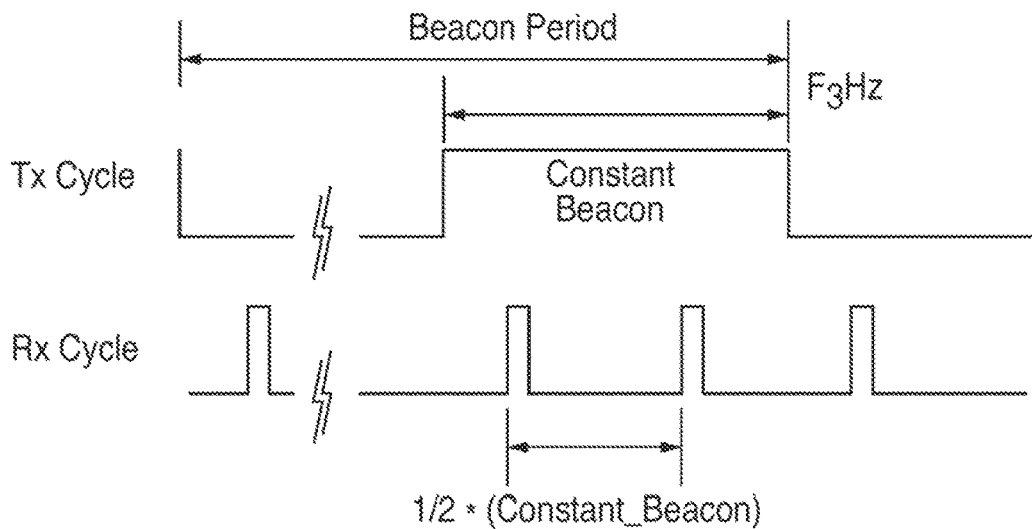 Beacon Period
F3Hz
Tx Cycle
Constant
Beacon
Rx Cycle
1/2 * (Constant_Beacon)